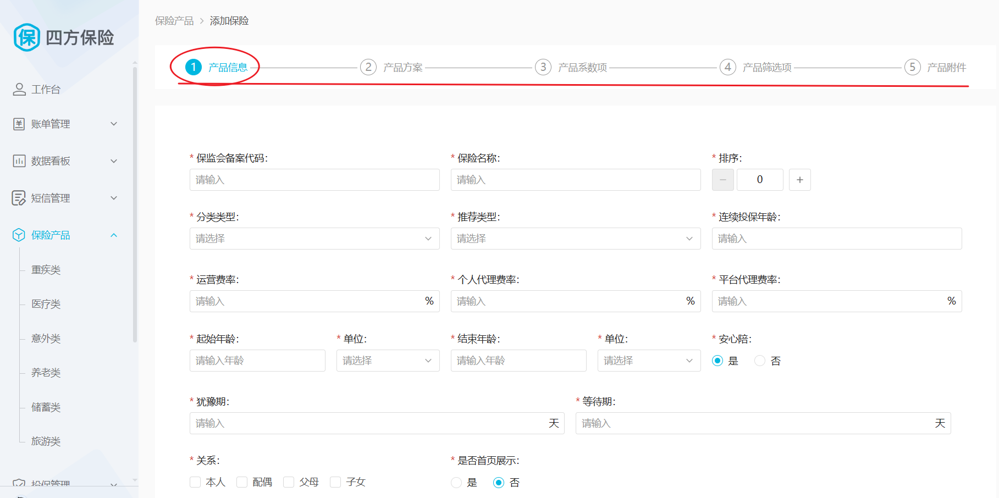 保 四方保险
工作台
账单管理
数据看板
短信管理
保险产品
重疾类
医疗类
意外类
养老类
储蓄类
旅游类
投保管理
保险产品 > 添加保险
1 产品信息 2 产品方案 3 产品系数项 4 产品筛选项 5 产品附件
* 保监会备案代码: * 保险名称: * 排序:
请输入 请输入 − 0 +
* 分类类型: * 推荐类型: * 连续投保年龄:
请选择 请选择 请输入
* 运营费率: * 个人代理费率: * 平台代理费率:
请输入 % 请输入 % 请输入 %
* 起始年龄: * 单位: * 结束年龄: * 单位: * 安心陪:
请输入年龄 请选择 请输入年龄 请选择 是 否
* 犹豫期: * 等待期:
请输入 天 请输入 天
* 关系: * 是否首页展示:
本人 配偶 父母 子女 是 否